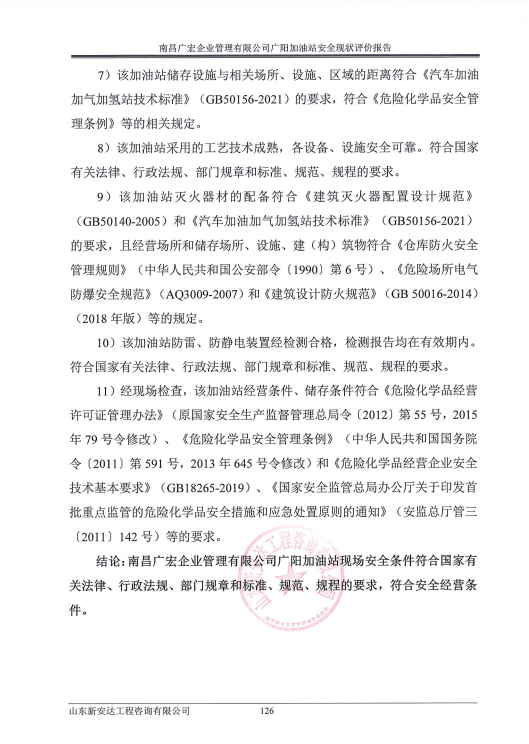 南昌广宏企业管理有限公司广阳加油站安全现状评价报告
7）该加油站储存设施与相关场所、设施、区域的距离符合《汽车加油
加气加氢站技术标准》（GB50156-2021）的要求，符合《危险化学品安全管
理条例》等的相关规定。
8）该加油站采用的工艺技术成熟，各设备、设施安全可靠。符合国家
有关法律、行政法规、部门规章和标准、规范、规程的要求。
9）该加油站灭火器材的配备符合《建筑灭火器配置设计规范》
（GB50140-2005）和《汽车加油加气加氢站技术标准》（GB50156-2021）
的要求，且经营场所和储存场所、设施、建（构）筑物符合《仓库防火安全
管理规则》（中华人民共和国公安部令〔1990〕第 6 号）、《危险场所电气
防爆安全规范》（AQ3009-2007）和《建筑设计防火规范》（GB 50016-2014）
（2018 年版）等的规定。
10）该加油站防雷、防静电装置经检测合格，检测报告均在有效期内。
符合国家有关法律、行政法规、部门规章和标准、规范、规程的要求。
11）经现场检查，该加油站经营条件、储存条件符合《危险化学品经营
许可证管理办法》（原国家安全生产监督管理总局令〔2012〕第 55 号，2015
年 79 号令修改）、《危险化学品安全管理条例》（中华人民共和国国务院
令〔2011〕第 591 号，2013 年 645 号令修改）和《危险化学品经营企业安全
技术基本要求》（GB18265-2019）、《国家安全监管总局办公厅关于印发首
批重点监管的危险化学品安全措施和应急处置原则的通知》（安监总厅管三
〔2011〕142 号）等的要求。
结论：南昌广宏企业管理有限公司广阳加油站现场安全条件符合国家有
关法律、行政法规、部门规章和标准、规范、规程的要求，符合安全经营条
件。
山东新安达工程咨询有限公司
126